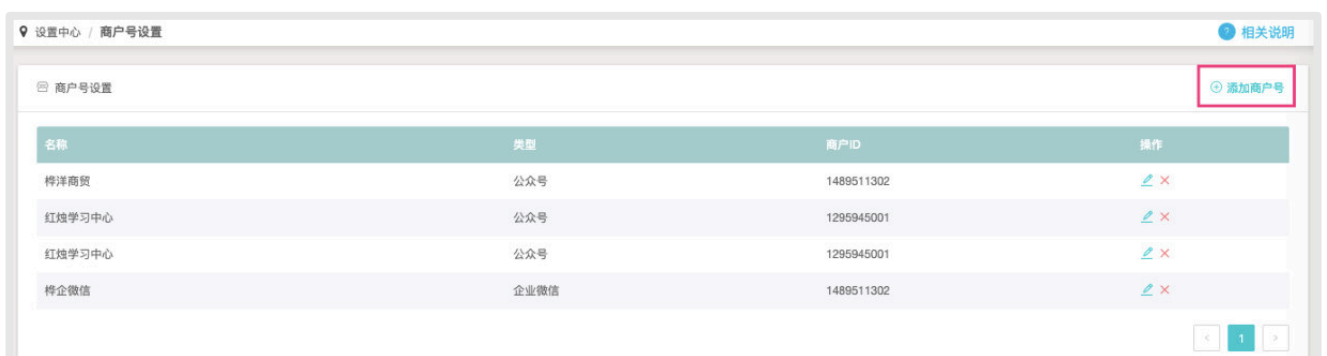 设置中心 / 商户号设置 ? 相关说明
商户号设置 添加商户号
名称 类型 商户ID 操作
桦洋商贸 公众号 1489511302
红烛学习中心 公众号 1295945001
红烛学习中心 公众号 1295945001
桦企微信 企业微信 1489511302
< 1 >